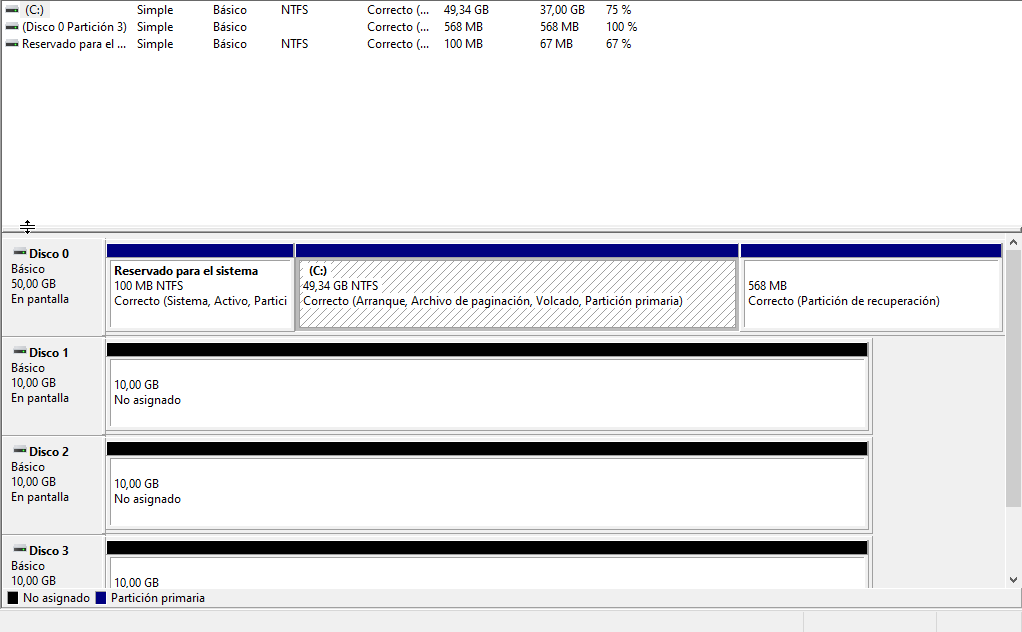 (C:) Simple Básico NTFS Correcto (... 49,34 GB 37,00 GB 75 %
(Disco 0 Partición 3) Simple Básico Correcto (... 568 MB 568 MB 100 %
Reservado para el ... Simple Básico NTFS Correcto (... 100 MB 67 MB 67 %
Disco 0
Básico
50,00 GB
En pantalla
Reservado para el sistema
100 MB NTFS
Correcto (Sistema, Activo, Partici
(C:)
49,34 GB NTFS
Correcto (Arranque, Archivo de paginación, Volcado, Partición primaria)
568 MB
Correcto (Partición de recuperación)
Disco 1
Básico
10,00 GB
En pantalla
10,00 GB
No asignado
Disco 2
Básico
10,00 GB
En pantalla
10,00 GB
No asignado
Disco 3
Básico
10,00 GB
10,00 GB
No asignado Partición primaria